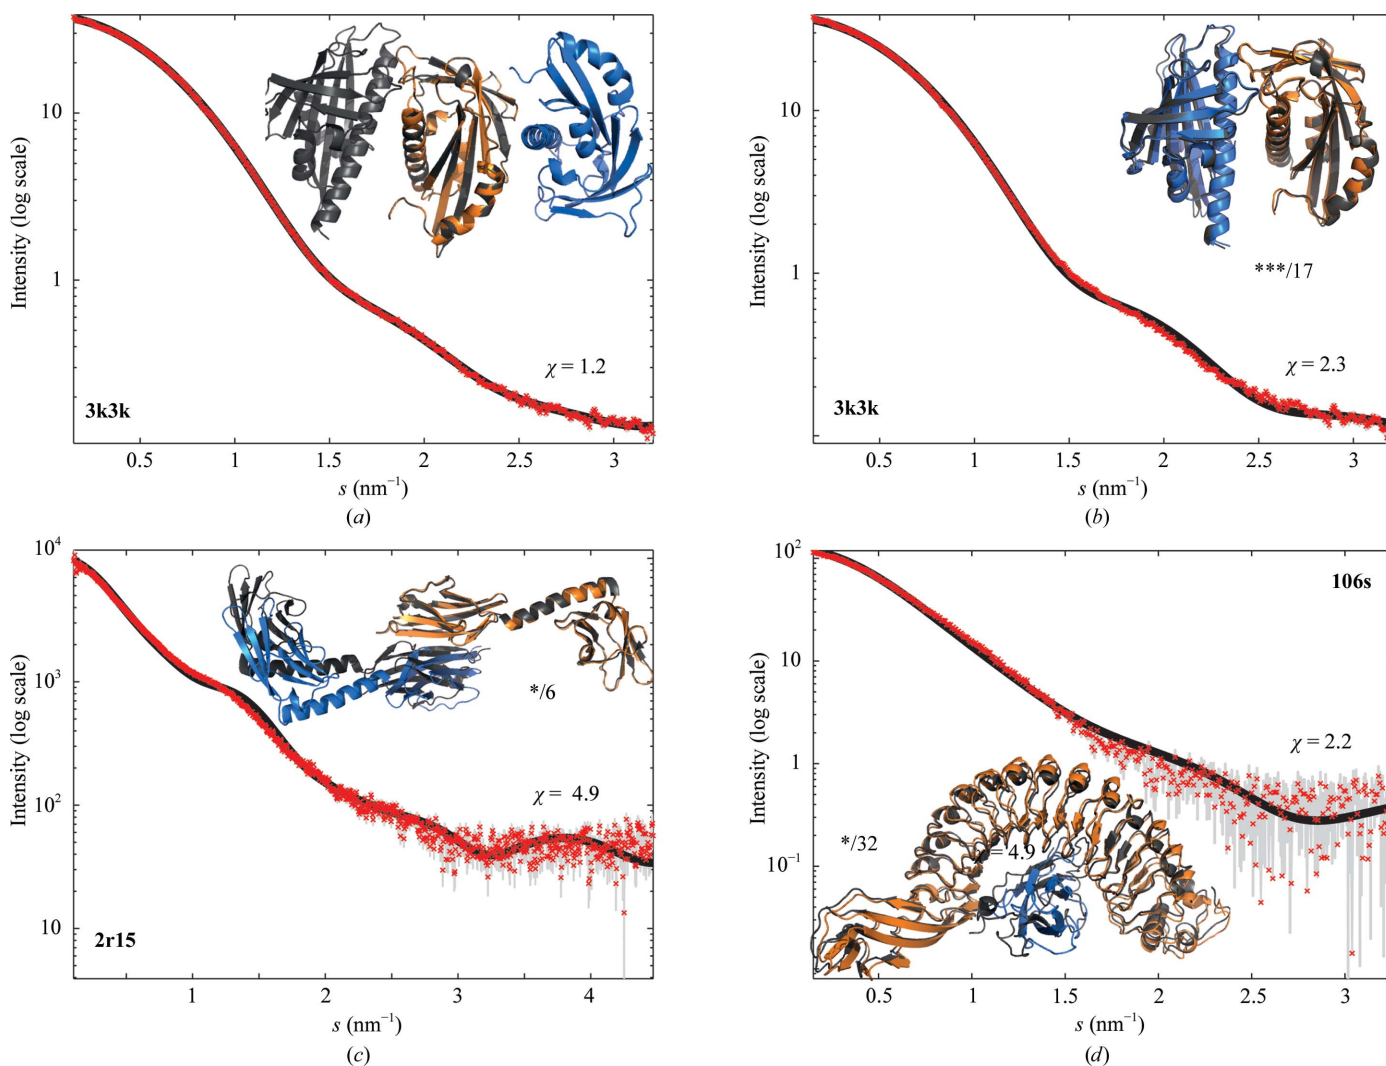 Intensity (log scale)
10
1
χ = 1.2
3k3k
0.5 1 1.5 2 2.5 3
s (nm⁻¹)
(a)
Intensity (log scale)
10
1
***/17
χ = 2.3
3k3k
0.5 1 1.5 2 2.5 3
s (nm⁻¹)
(b)
Intensity (log scale)
10⁴
10³
10²
10
*/6
χ = 4.9
2r15
1 2 3 4
s (nm⁻¹)
(c)
Intensity (log scale)
10²
10
1
10⁻¹
106s
χ = 2.2
*/32
χ = 4.9
0.5 1 1.5 2 2.5 3
s (nm⁻¹)
(d)